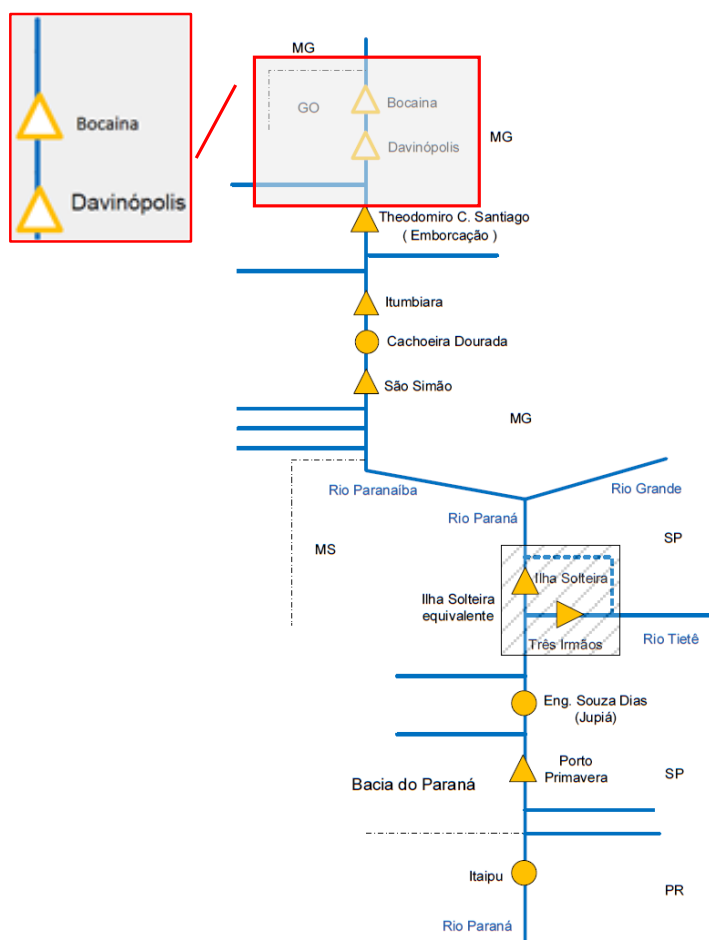 MG
Bocaina
Davinópolis
GO
Bocaina
Davinópolis
MG
Theodomiro C. Santiago
( Emborcação )
Itumbiara
Cachoeira Dourada
São Simão
MG
Rio Paranaíba
Rio Grande
Rio Paraná
SP
MS
Ilha Solteira
Ilha Solteira
equivalente
Três Irmãos
Rio Tietê
Eng. Souza Dias
(Jupiá)
Porto
Primavera
SP
Bacia do Paraná
Itaipu
PR
Rio Paraná